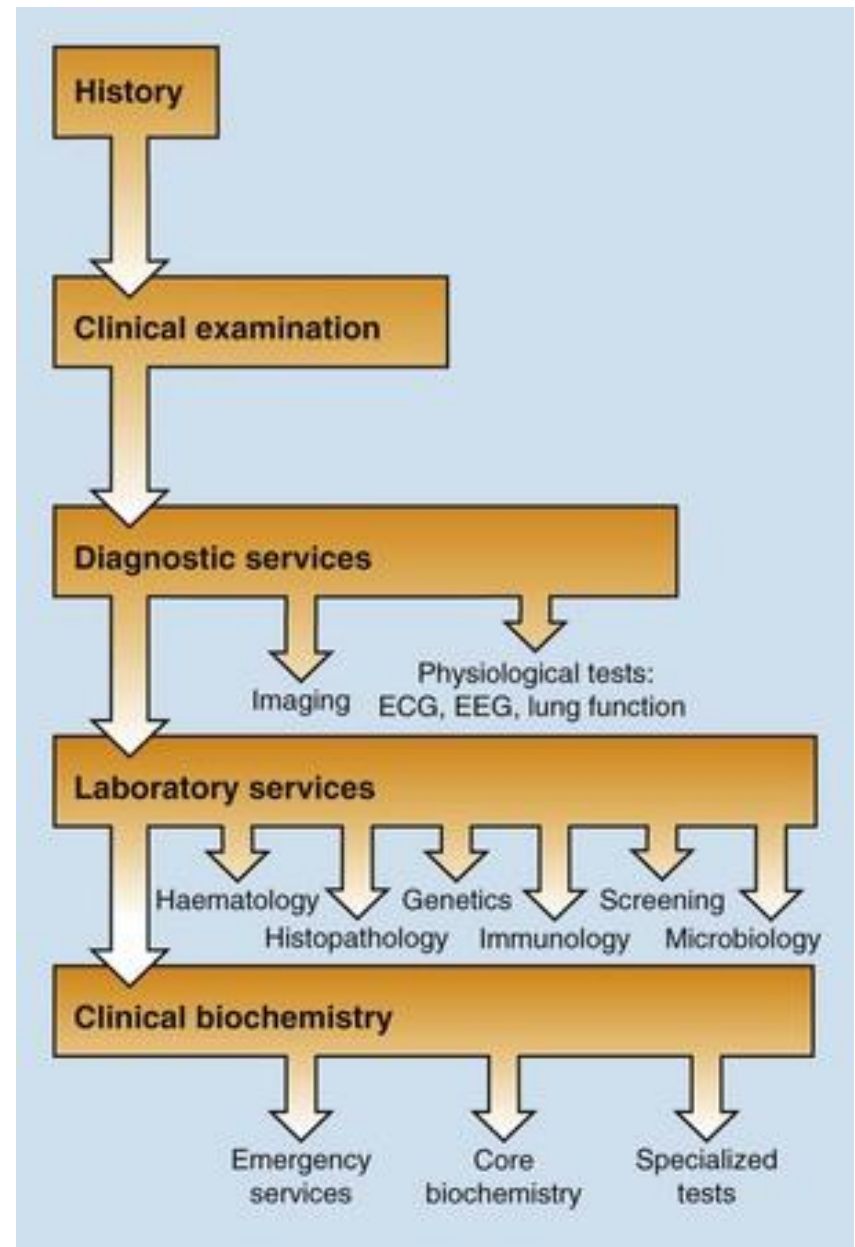 History
Clinical examination
Diagnostic services
Imaging
Physiological tests:
ECG, EEG, lung function
Laboratory services
Haematology
Genetics
Screening
Histopathology
Immunology
Microbiology
Clinical biochemistry
Emergency
services
Core
biochemistry
Specialized
tests